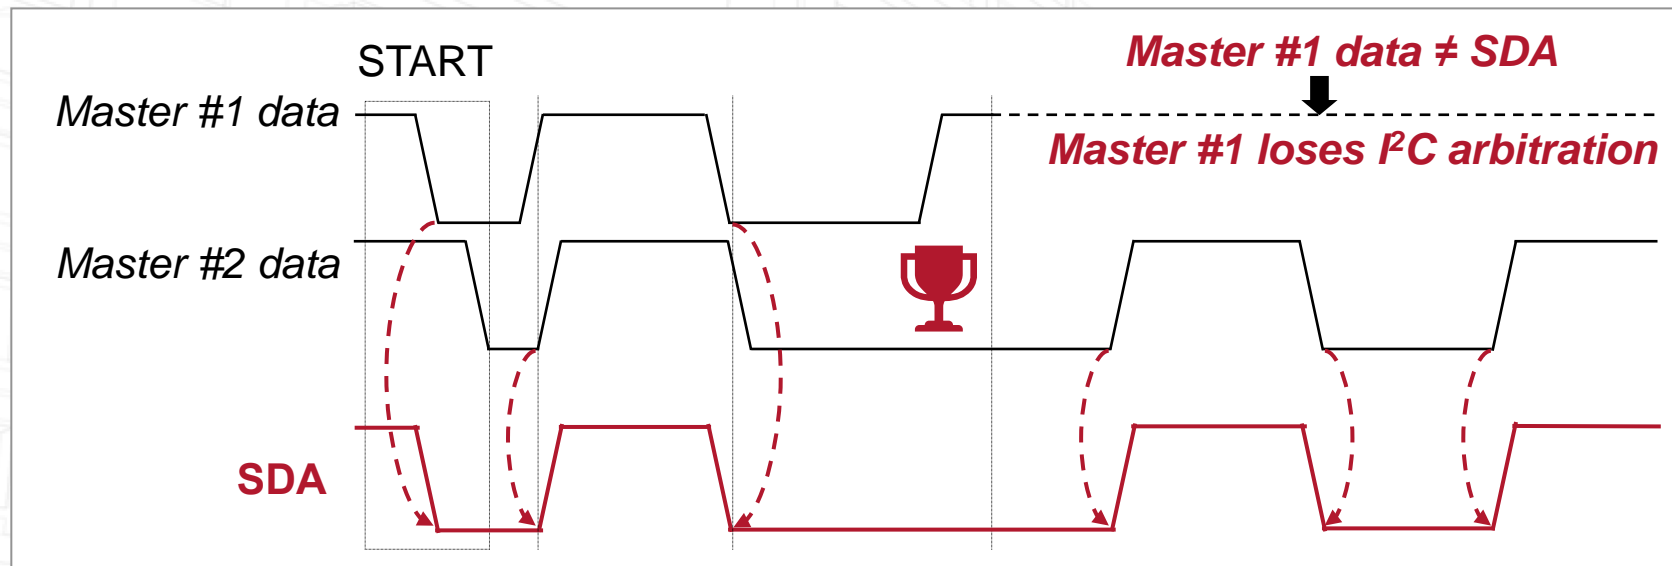 START
Master #1 data ≠ SDA
Master #1 data
Master #1 loses I²C arbitration
Master #2 data
SDA